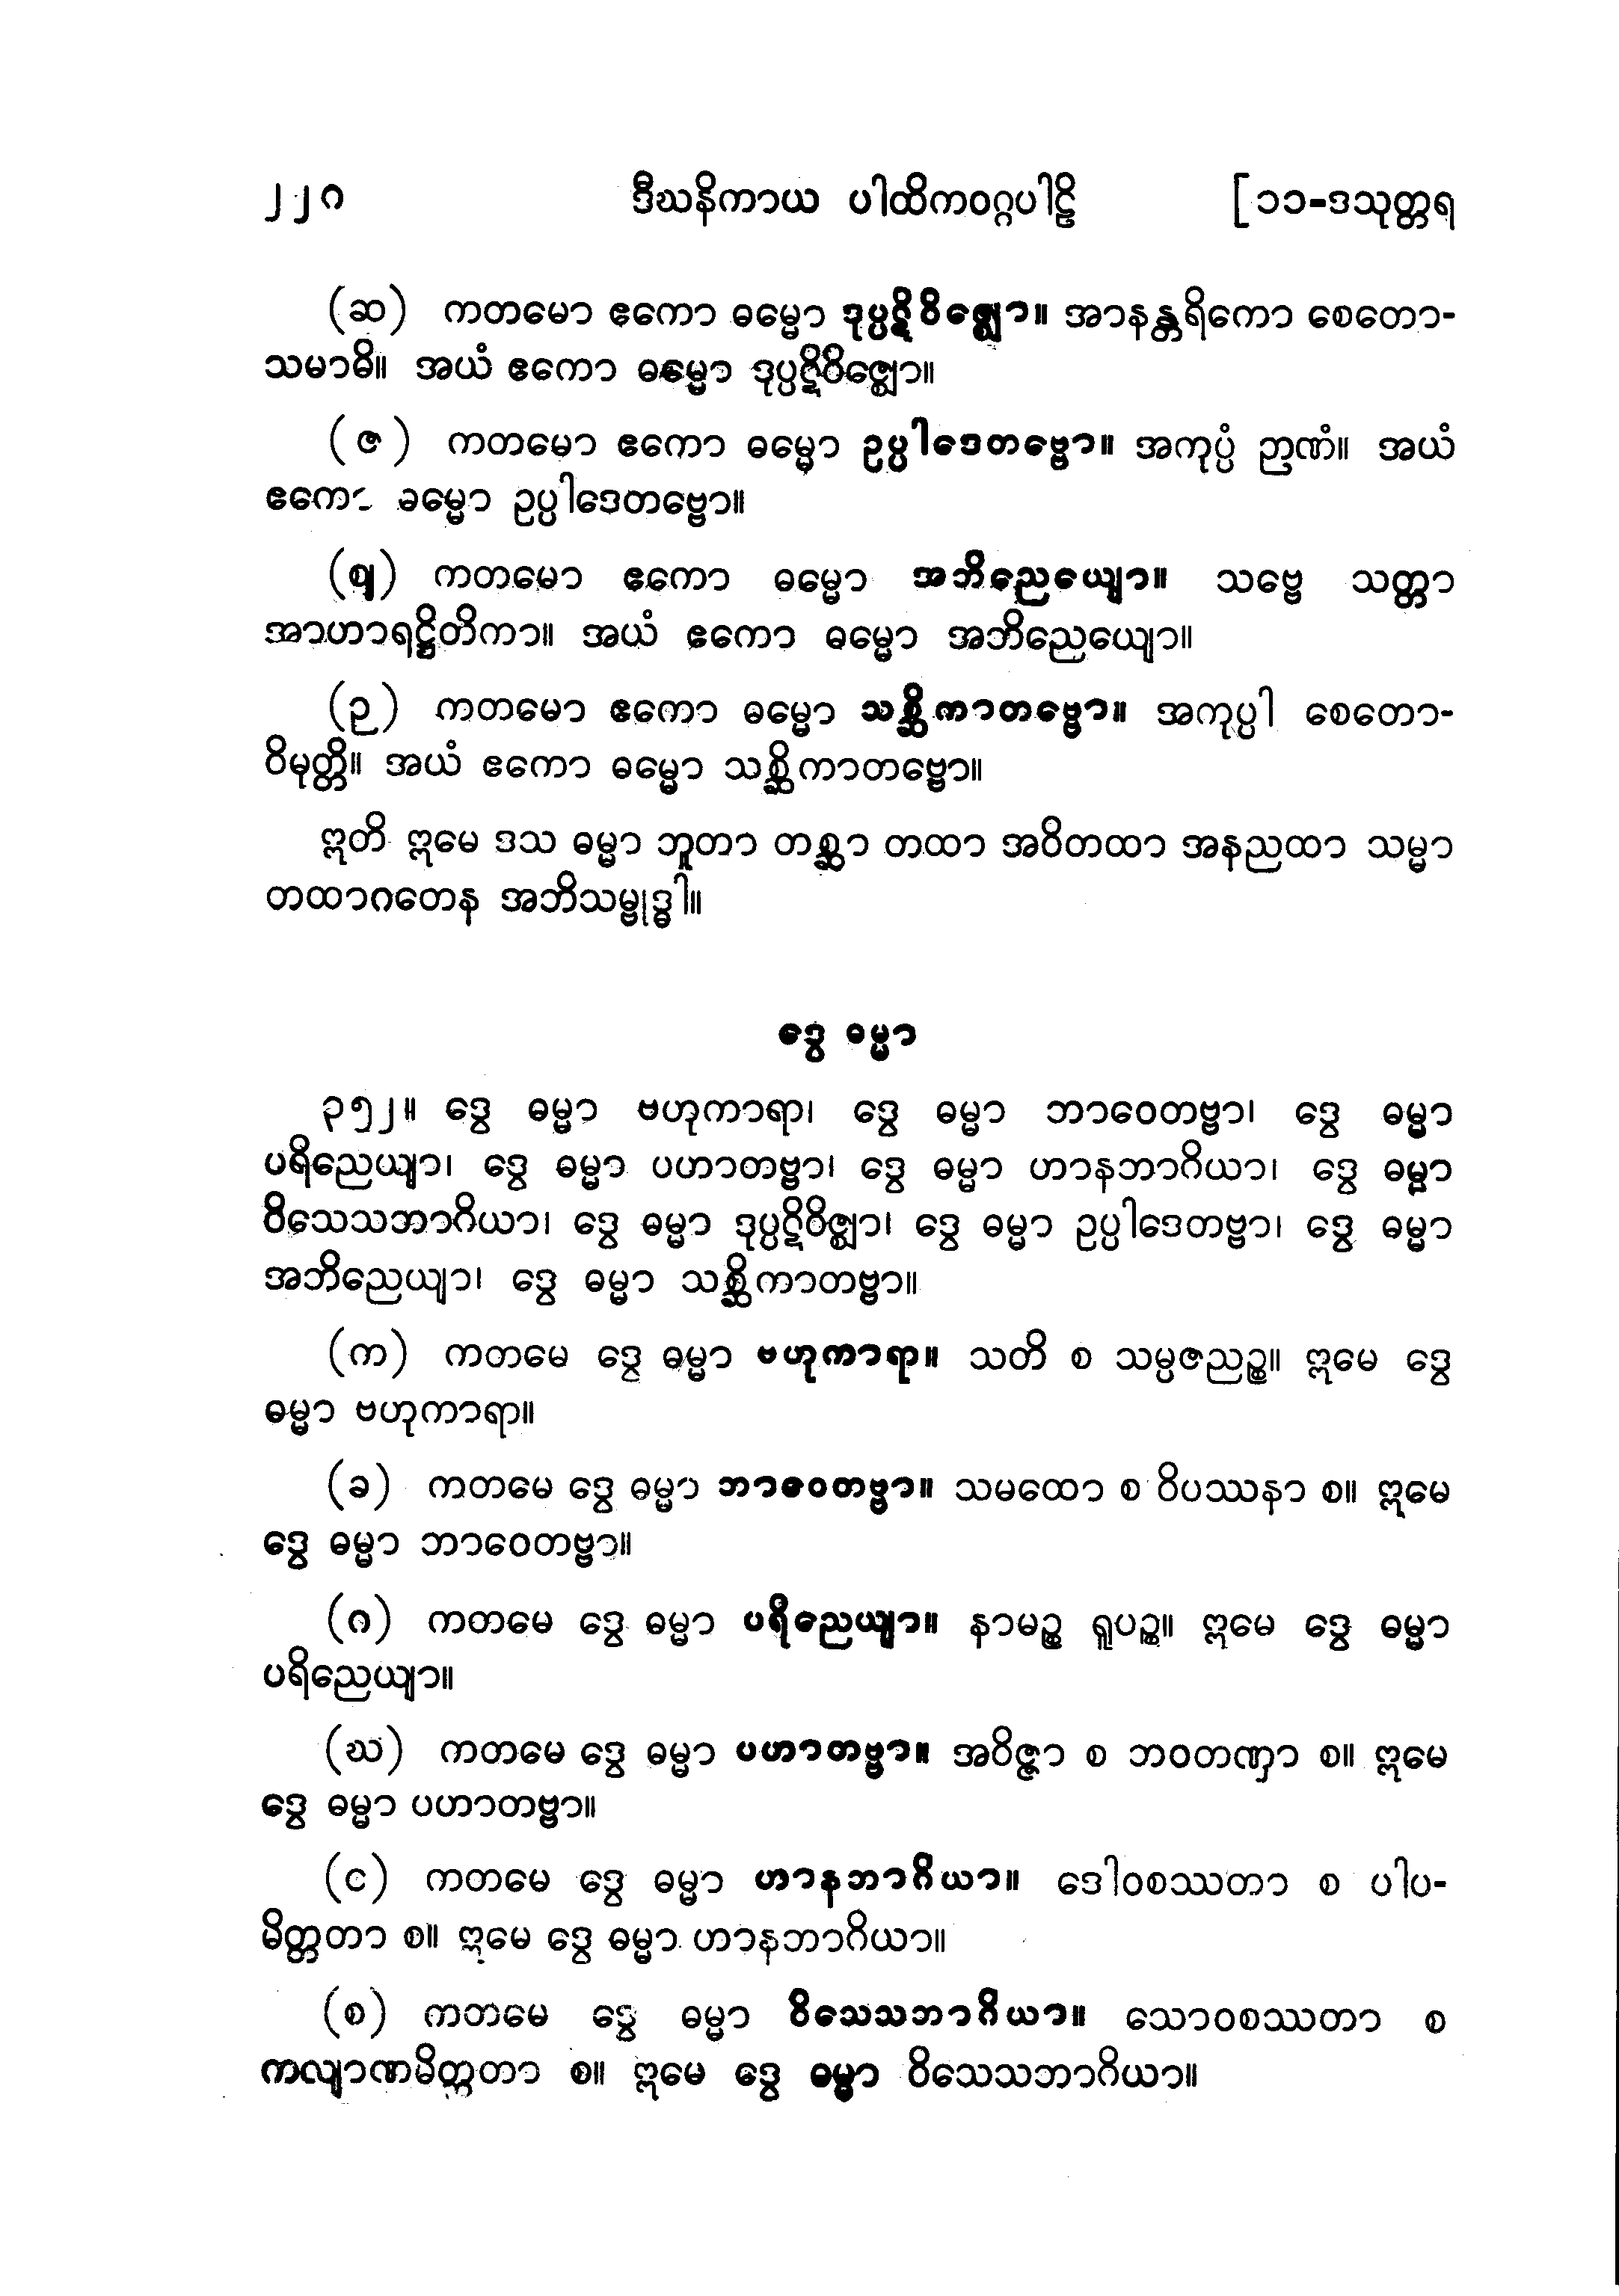 ၂၂၀ ဒီဃနိကာယ ပါထိကဝဂ္ဂပါဠိ [၁၁-ဒသုတ္တရ
(ဆ) ကတမော ဧကော ဓမ္မော ဒုပ္ပဋိဝိဇ္ဈော။ အာနန္တရိကော စေတော-
သမာဓိ။ အယံ ဧကော ဓမ္မော ဒုပ္ပဋိဝိဇ္ဈော။
(ဇ) ကတမော ဧကော ဓမ္မော ဥပ္ပါဒေတဗ္ဗော။ အကုပ္ပံ ဉာဏံ။ အယံ
ဧကော ဓမ္မော ဥပ္ပါဒေတဗ္ဗော။
(ဈ) ကတမော ဧကော ဓမ္မော အဘိညေယျော။ သဗ္ဗေ သတ္တာ
အာဟာရဋ္ဌိတိကာ။ အယံ ဧကော ဓမ္မော အဘိညေယျော။
(ဉ) ကတမော ဧကော ဓမ္မော သစ္ဆိကာတဗ္ဗော။ အကုပ္ပါ စေတော-
ဝိမုတ္တိ။ အယံ ဧကော ဓမ္မော သစ္ဆိကာတဗ္ဗော။
ဣတိ ဣမေ ဒသ ဓမ္မာ ဘူတာ တစ္ဆာ တထာ အဝိတထာ အနညထာ သမ္မာ
တထာဂတေန အဘိသမ္ဗုဒ္ဓါ။
ဒွေ ဓမ္မာ
၃၅၂။ ဒွေ ဓမ္မာ ဗဟုကာရာ၊ ဒွေ ဓမ္မာ ဘာဝေတဗ္ဗာ၊ ဒွေ ဓမ္မာ
ပရိညေယျာ၊ ဒွေ ဓမ္မာ ပဟာတဗ္ဗာ၊ ဒွေ ဓမ္မာ ဟာနဘာဂိယာ၊ ဒွေ ဓမ္မာ
ဝိသေသဘာဂိယာ၊ ဒွေ ဓမ္မာ ဒုပ္ပဋိဝိဇ္ဈာ၊ ဒွေ ဓမ္မာ ဥပ္ပါဒေတဗ္ဗာ၊ ဒွေ ဓမ္မာ
အဘိညေယျာ၊ ဒွေ ဓမ္မာ သစ္ဆိကာတဗ္ဗာ။
(က) ကတမေ ဒွေ ဓမ္မာ ဗဟုကာရာ။ သတိ စ သမ္ပဇညဉ္စ။ ဣမေ ဒွေ
ဓမ္မာ ဗဟုကာရာ။
(ခ) ကတမေ ဒွေ ဓမ္မာ ဘာဝေတဗ္ဗာ။ သမထော စ ဝိပဿနာ စ။ ဣမေ
ဒွေ ဓမ္မာ ဘာဝေတဗ္ဗာ။
(ဂ) ကတမေ ဒွေ ဓမ္မာ ပရိညေယျာ။ နာမဉ္စ ရူပဉ္စ။ ဣမေ ဒွေ ဓမ္မာ
ပရိညေယျာ။
(ဃ) ကတမေ ဒွေ ဓမ္မာ ပဟာတဗ္ဗာ။ အဝိဇ္ဇာ စ ဘဝတဏှာ စ။ ဣမေ
ဒွေ ဓမ္မာ ပဟာတဗ္ဗာ။
(င) ကတမေ ဒွေ ဓမ္မာ ဟာနဘာဂိယာ။ ဒေါဝစဿတာ စ ပါပ-
မိတ္တတာ စ။ ဣမေ ဒွေ ဓမ္မာ ဟာနဘာဂိယာ။
(စ) ကတမေ ဒွေ ဓမ္မာ ဝိသေသဘာဂိယာ။ သောဝစဿတာ စ
ကလျာဏမိတ္တတာ စ။ ဣမေ ဒွေ ဓမ္မာ ဝိသေသဘာဂိယာ။